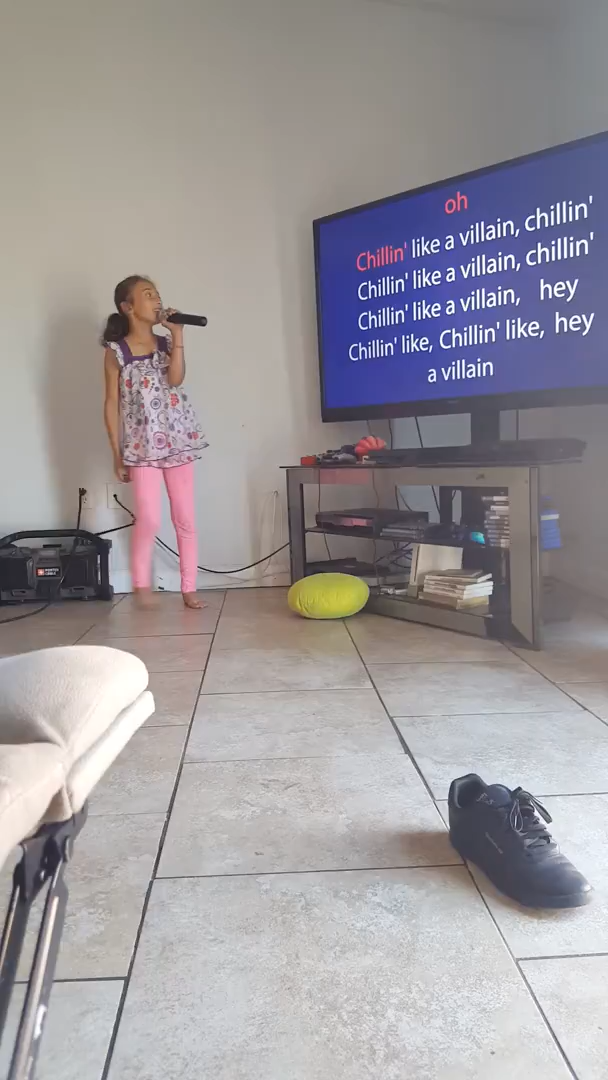 oh
Chillin' like a villain, chillin'
Chillin' like a villain, chillin'
Chillin' like a villain, hey
Chillin' like, Chillin' like, hey
a villain